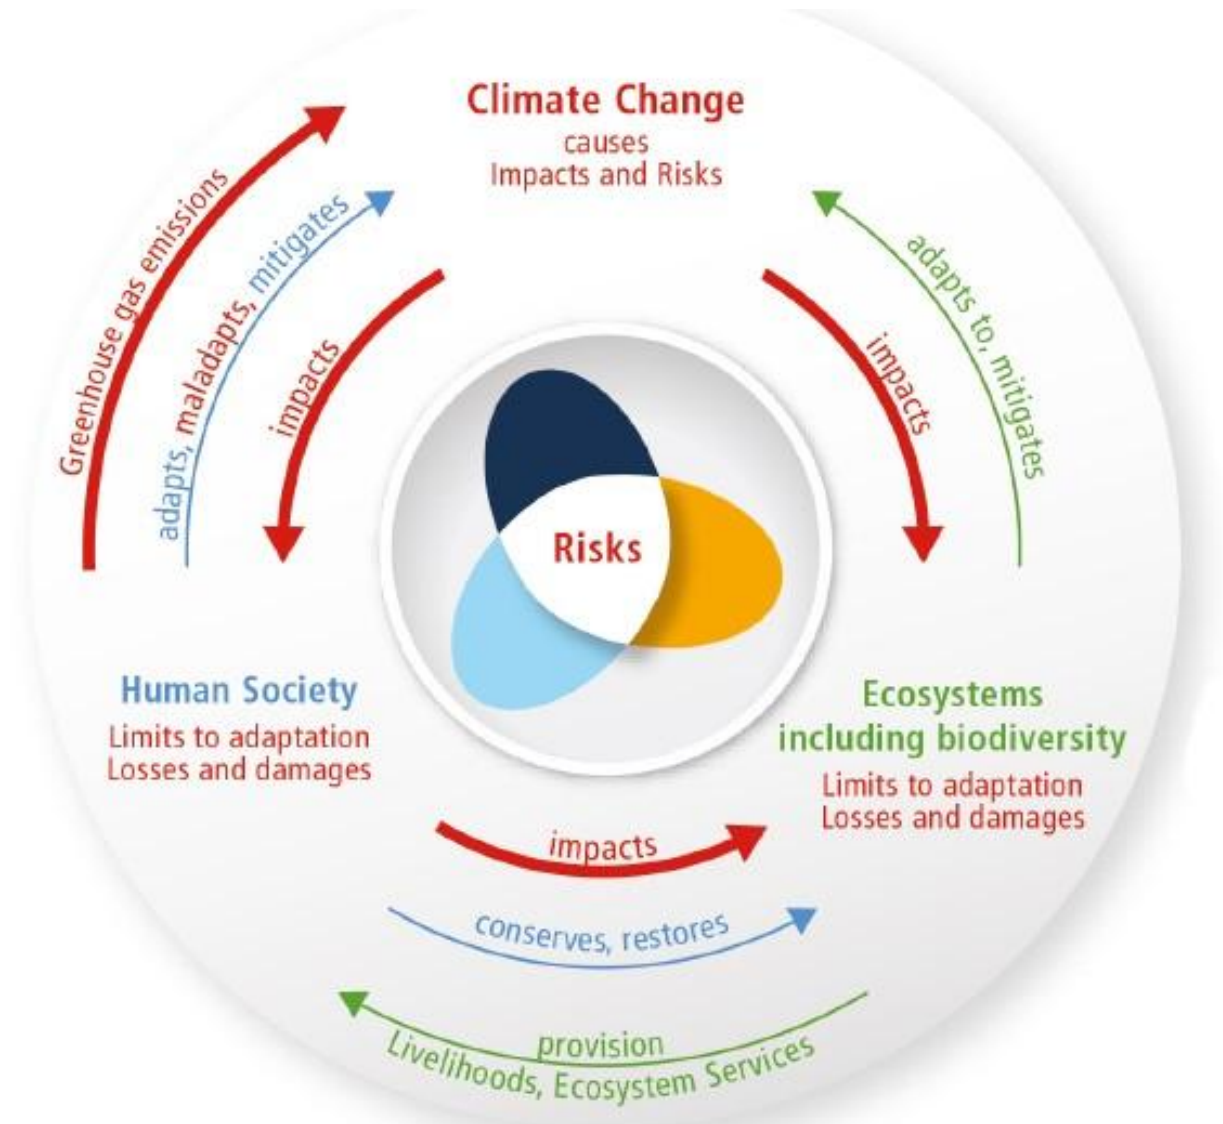 Climate Change
causes
Impacts and Risks
Greenhouse gas emissions
adapts, maladapts, mitigates
impacts
impacts
adapts to, mitigates
Risks
Human Society
Limits to adaptation
Losses and damages
Ecosystems
including biodiversity
Limits to adaptation
Losses and damages
impacts
conserves, restores
provision
Livelihoods, Ecosystem Services